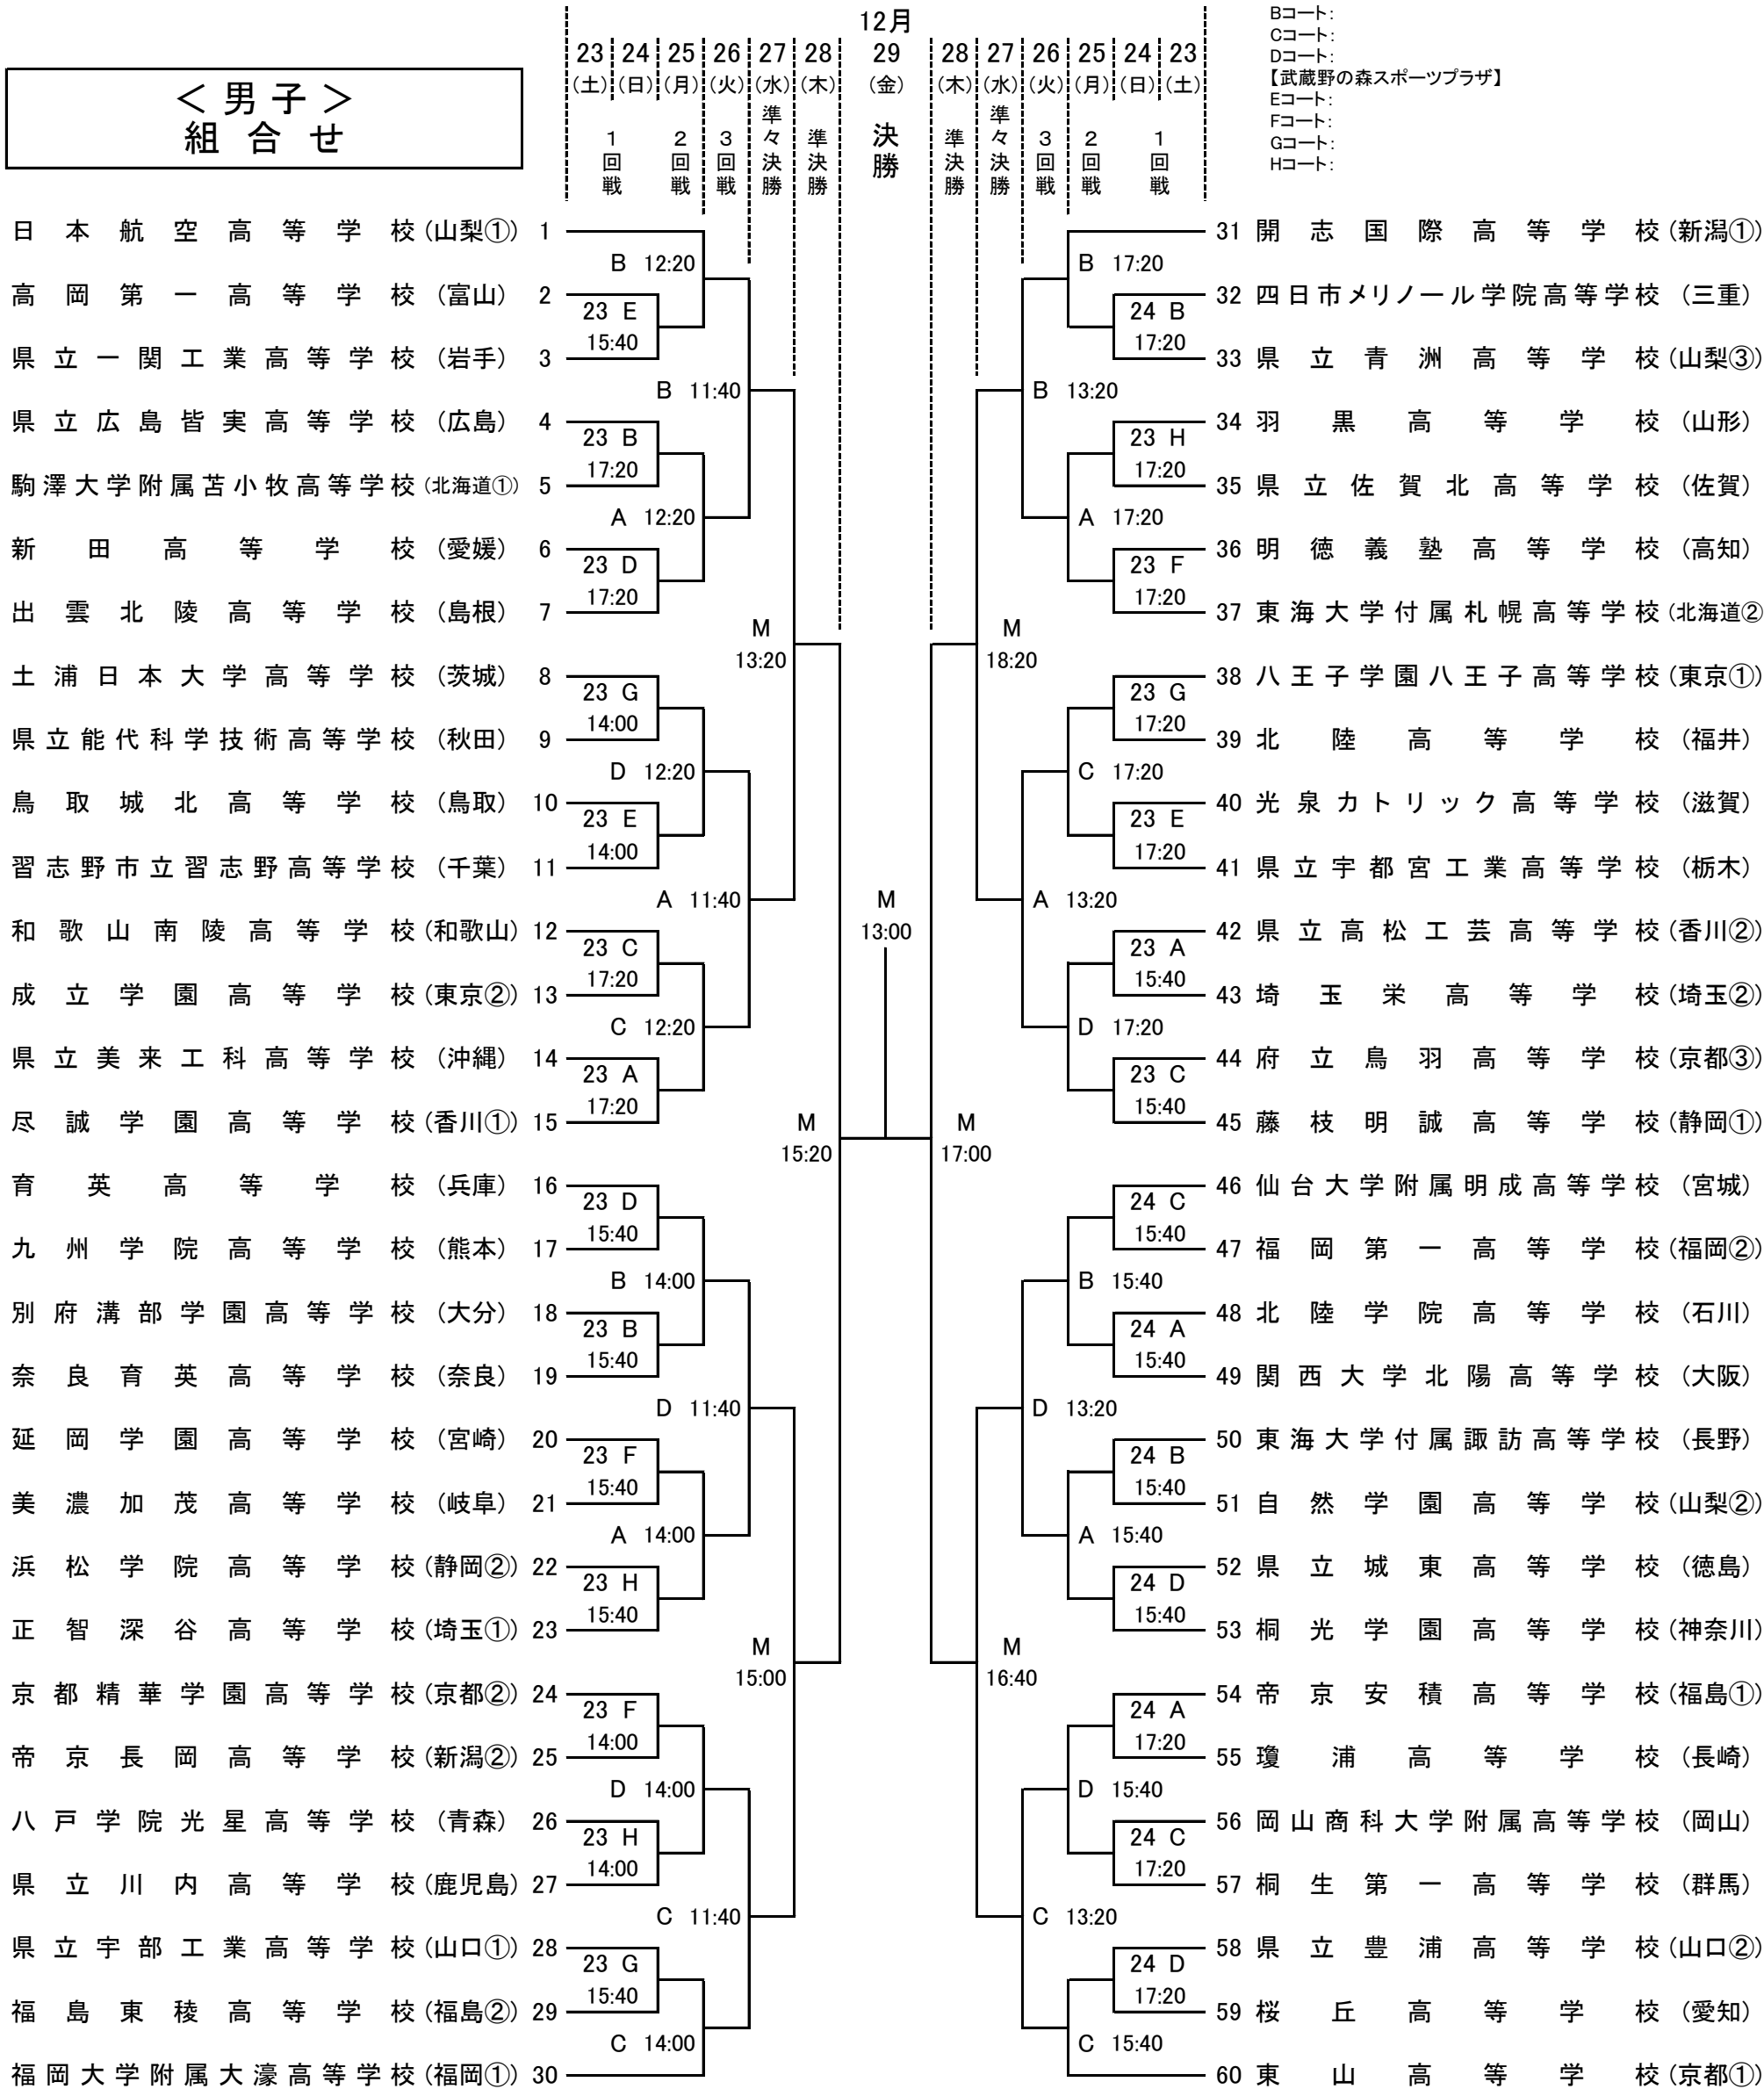 12月
23 24 25 26 27 28 29 28 27 26 25 24 23
(土) (日) (月) (火) (水) (木) (金) (木) (水) (火) (月) (日) (土)
1回戦 2回戦 3回戦 準々決勝 準決勝 決勝 準決勝 準々決勝 3回戦 2回戦 1回戦
Bコート:
Cコート:
Dコート:
【武蔵野の森スポーツプラザ】
Eコート:
Fコート:
Gコート:
Hコート:
＜男子＞
組合せ
日本航空高等学校(山梨①) 1
B 12:20
高岡第一高等学校(富山) 2
23 E
15:40
県立一関工業高等学校(岩手) 3
B 11:40
県立広島皆実高等学校(広島) 4
23 B
17:20
駒澤大学附属苫小牧高等学校(北海道①) 5
A 12:20
新田高等学校(愛媛) 6
23 D
17:20
出雲北陵高等学校(島根) 7
M
13:20
土浦日本大学高等学校(茨城) 8
23 G
14:00
県立能代科学技術高等学校(秋田) 9
D 12:20
鳥取城北高等学校(鳥取) 10
23 E
14:00
習志野市立習志野高等学校(千葉) 11
A 11:40
和歌山南陵高等学校(和歌山) 12
23 C
17:20
成立学園高等学校(東京②) 13
C 12:20
県立美来工科高等学校(沖縄) 14
23 A
17:20
尽誠学園高等学校(香川①) 15
M
15:20
育英高等学校(兵庫) 16
23 D
15:40
九州学院高等学校(熊本) 17
B 14:00
別府溝部学園高等学校(大分) 18
23 B
15:40
奈良育英高等学校(奈良) 19
D 11:40
延岡学園高等学校(宮崎) 20
23 F
15:40
美濃加茂高等学校(岐阜) 21
A 14:00
浜松学院高等学校(静岡②) 22
23 H
15:40
正智深谷高等学校(埼玉①) 23
M
15:00
京都精華学園高等学校(京都②) 24
23 F
14:00
帝京長岡高等学校(新潟②) 25
D 14:00
八戸学院光星高等学校(青森) 26
23 H
14:00
県立川内高等学校(鹿児島) 27
C 11:40
県立宇部工業高等学校(山口①) 28
23 G
15:40
福島東稜高等学校(福島②) 29
C 14:00
福岡大学附属大濠高等学校(福岡①) 30
M
13:00
31 開志国際高等学校(新潟①)
B 17:20
32 四日市メリノール学院高等学校(三重)
24 B
17:20
33 県立青洲高等学校(山梨③)
B 13:20
34 羽黒高等学校(山形)
23 H
17:20
35 県立佐賀北高等学校(佐賀)
A 17:20
36 明徳義塾高等学校(高知)
23 F
17:20
37 東海大学付属札幌高等学校(北海道②
M
18:20
38 八王子学園八王子高等学校(東京①)
23 G
17:20
39 北陸高等学校(福井)
C 17:20
40 光泉カトリック高等学校(滋賀)
23 E
17:20
41 県立宇都宮工業高等学校(栃木)
A 13:20
42 県立高松工芸高等学校(香川②)
23 A
15:40
43 埼玉栄高等学校(埼玉②)
D 17:20
44 府立鳥羽高等学校(京都③)
23 C
15:40
45 藤枝明誠高等学校(静岡①)
M
17:00
46 仙台大学附属明成高等学校(宮城)
24 C
15:40
47 福岡第一高等学校(福岡②)
B 15:40
48 北陸学院高等学校(石川)
24 A
15:40
49 関西大学北陽高等学校(大阪)
D 13:20
50 東海大学付属諏訪高等学校(長野)
24 B
15:40
51 自然学園高等学校(山梨②)
A 15:40
52 県立城東高等学校(徳島)
24 D
15:40
53 桐光学園高等学校(神奈川)
M
16:40
54 帝京安積高等学校(福島①)
24 A
17:20
55 瓊浦高等学校(長崎)
D 15:40
56 岡山商科大学附属高等学校(岡山)
24 C
17:20
57 桐生第一高等学校(群馬)
C 13:20
58 県立豊浦高等学校(山口②)
24 D
17:20
59 桜丘高等学校(愛知)
C 15:40
60 東山高等学校(京都①)